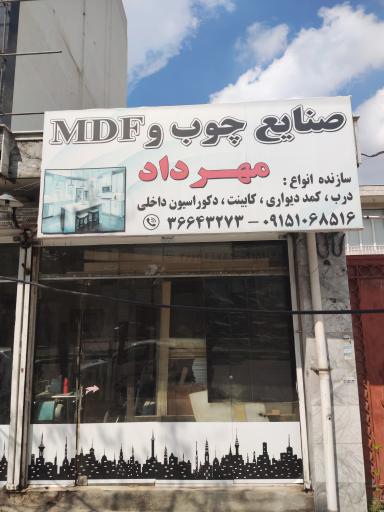 صنایع چوب و MDF
مهرداد
سازنده انواع :
درب ، کمد دیواری ، کابینت ، دکوراسیون داخلی
۰۹۱۵۱۰۶۸۵۱۶ - ۳۶۶۴۳۲۷۳